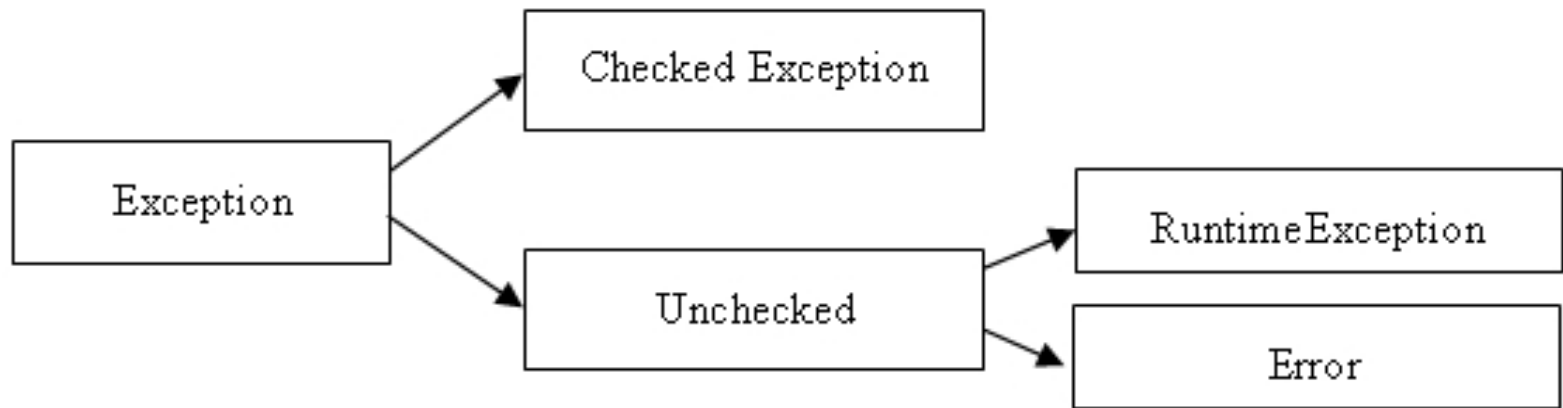 Checked Exception
Exception
RuntimeException
Unchecked
Error